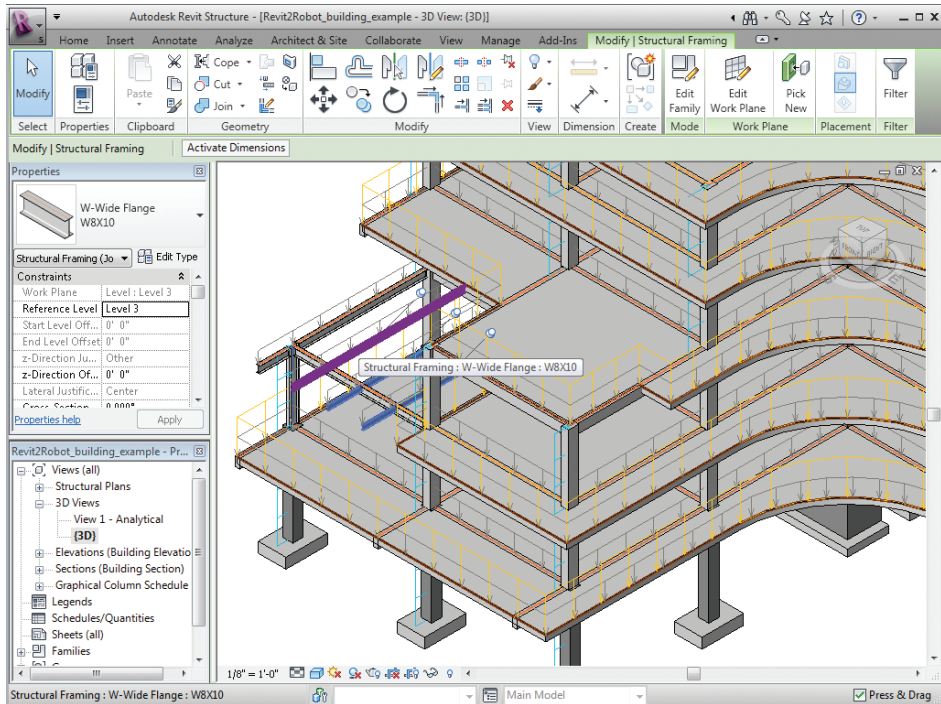 Autodesk Revit Structure - [Revit2Robot_building_example - 3D View: {3D}]
Home Insert Annotate Analyze Architect & Site Collaborate View Manage Add-Ins Modify | Structural Framing
Modify
Paste
Cope
Cut
Join
Edit Family
Edit Work Plane
Pick New
Filter
Select Properties Clipboard Geometry Modify View Dimension Create Mode Work Plane Placement Filter
Modify | Structural Framing Activate Dimensions
Properties
W-Wide Flange
W8X10
Structural Framing (Jo Edit Type
Constraints
Work Plane Level : Level 3
Reference Level Level 3
Start Level Off... 0' 0"
End Level Offset 0' 0"
z-Direction Ju... Other
z-Direction Of... 0' 0"
Lateral Justific... Center
Cross-Section 0.000°
Properties help Apply
Revit2Robot_building_example - Pr...
Views (all)
Structural Plans
3D Views
View 1 - Analytical
{3D}
Elevations (Building Elevatio
Sections (Building Section)
Graphical Column Schedule
Legends
Schedules/Quantities
Sheets (all)
Families
TOP
FRONT RIGHT
Structural Framing : W-Wide Flange : W8X10
1/8" = 1'-0"
Structural Framing : W-Wide Flange : W8X10 Main Model Press & Drag